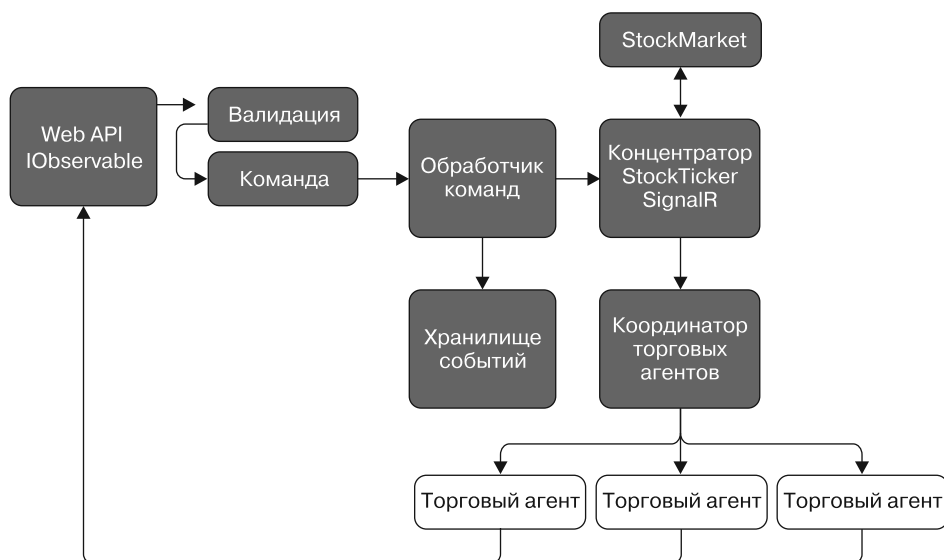 StockMarket
Web API
IObservable
Валидация
Команда
Обработчик
команд
Концентратор
StockTicker
SignalR
Хранилище
событий
Координатор
торговых
агентов
Торговый агент
Торговый агент
Торговый агент